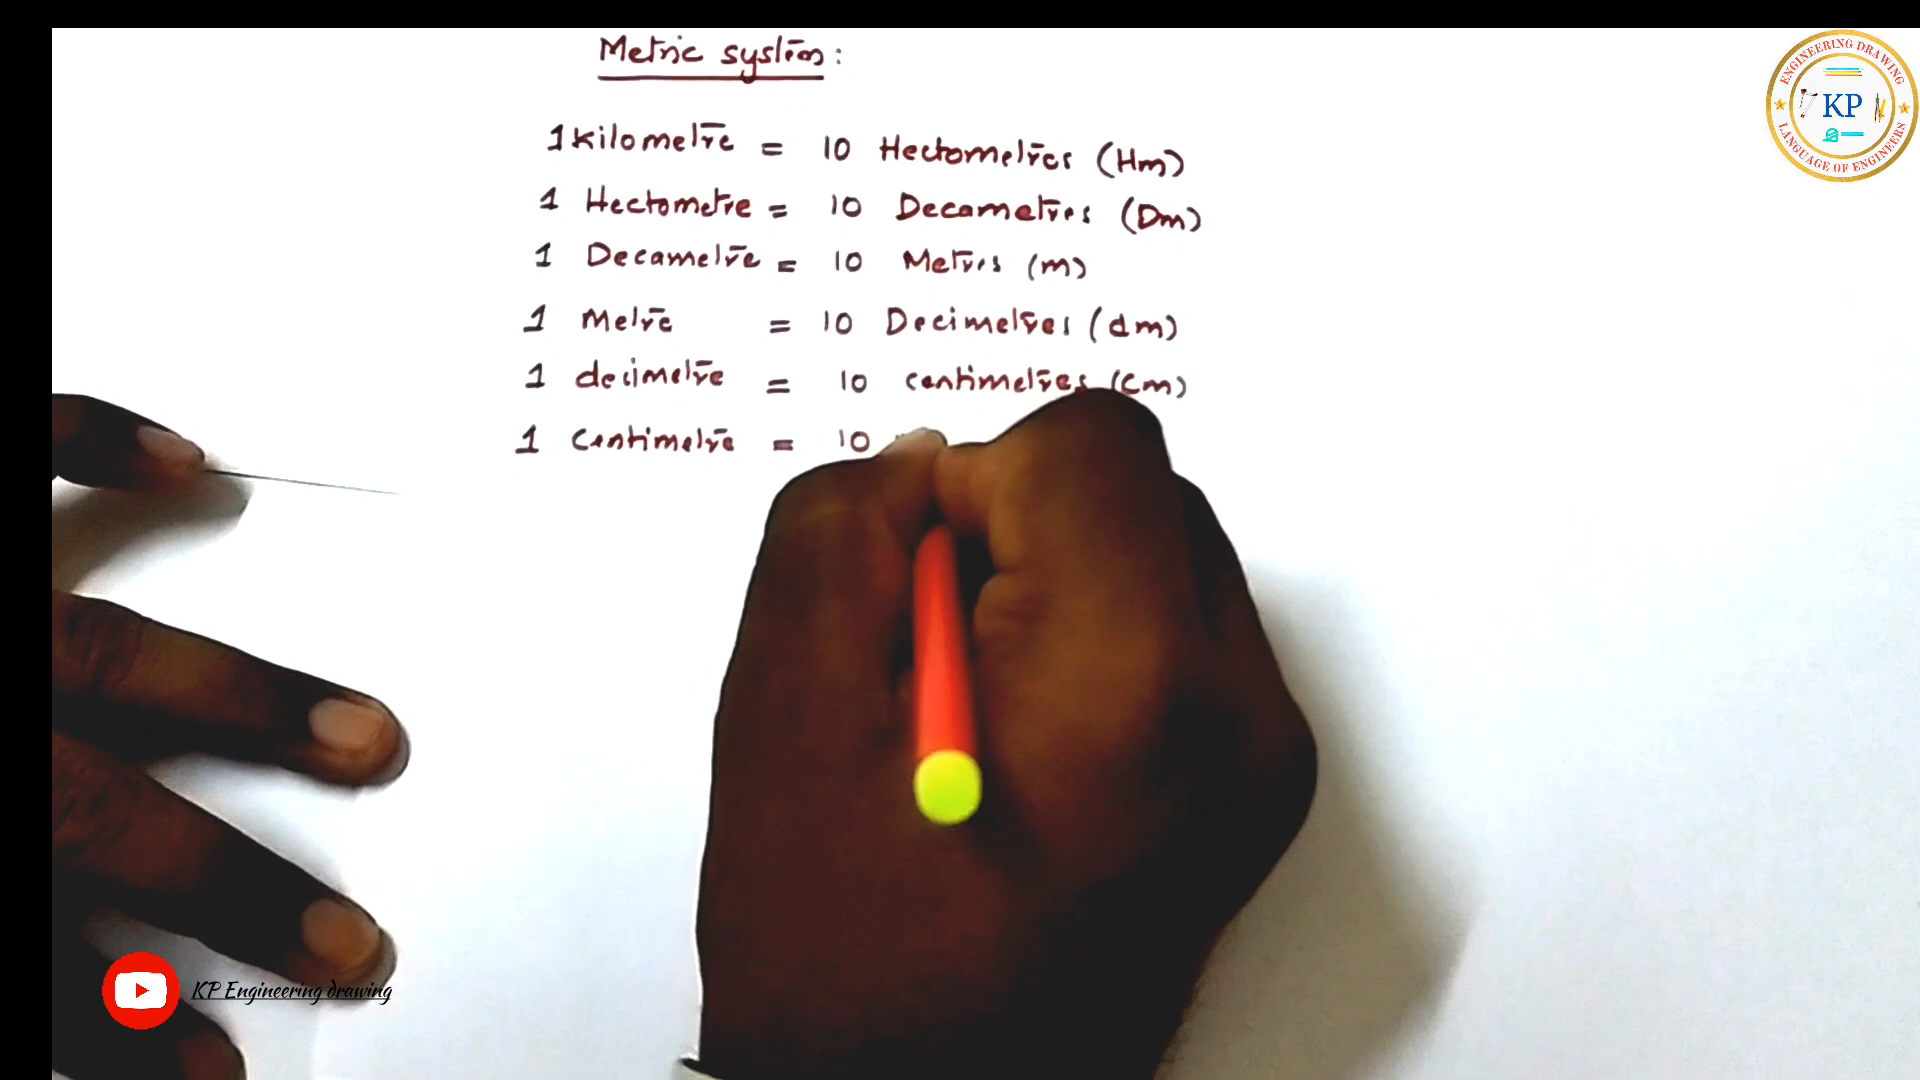 Metric system:
1 kilometre = 10 Hectometres (Hm)
1 Hectometre = 10 Decametres (Dm)
1 Decametre = 10 Metres (m)
1 Metre = 10 Decimetres (dm)
1 decimetre = 10 centimetres (cm)
1 Centimetre = 10
ENGINEERING DRAWING
KP
LANGUAGE OF ENGINEERS
KP Engineering drawing